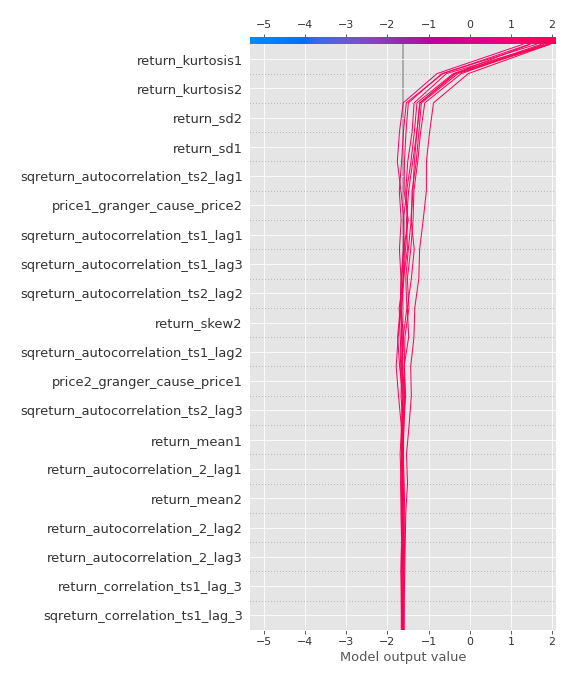 −5 −4 −3 −2 −1 0 1 2
return_kurtosis1
return_kurtosis2
return_sd2
return_sd1
sqreturn_autocorrelation_ts2_lag1
price1_granger_cause_price2
sqreturn_autocorrelation_ts1_lag1
sqreturn_autocorrelation_ts1_lag3
sqreturn_autocorrelation_ts2_lag2
return_skew2
sqreturn_autocorrelation_ts1_lag2
price2_granger_cause_price1
sqreturn_autocorrelation_ts2_lag3
return_mean1
return_autocorrelation_2_lag1
return_mean2
return_autocorrelation_2_lag2
return_autocorrelation_2_lag3
return_correlation_ts1_lag_3
sqreturn_correlation_ts1_lag_3
−5 −4 −3 −2 −1 0 1 2
Model output value